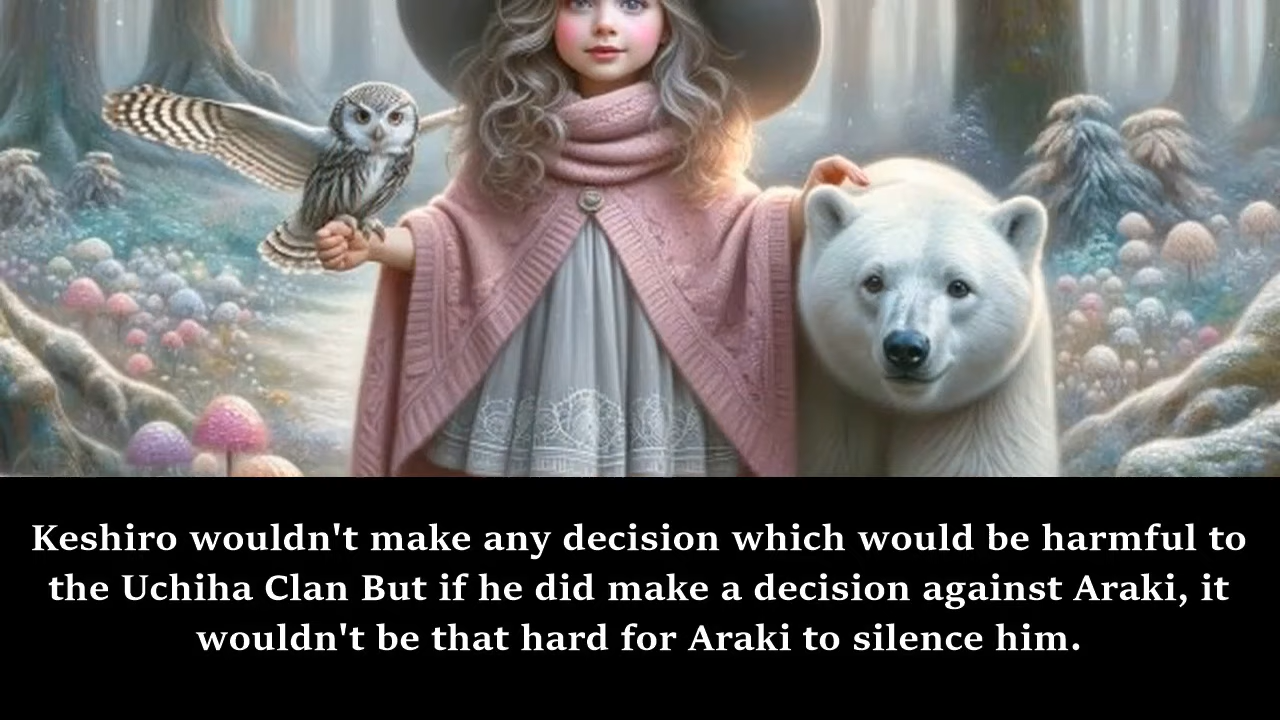 Keshiro wouldn't make any decision which would be harmful to
the Uchiha Clan But if he did make a decision against Araki, it
wouldn't be that hard for Araki to silence him.